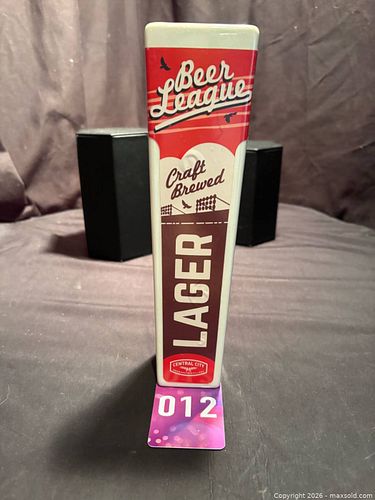 Beer
League
Craft
Brewed
LAGER
CENTRAL CITY
012
Copyright ©2026 - maxsold.com